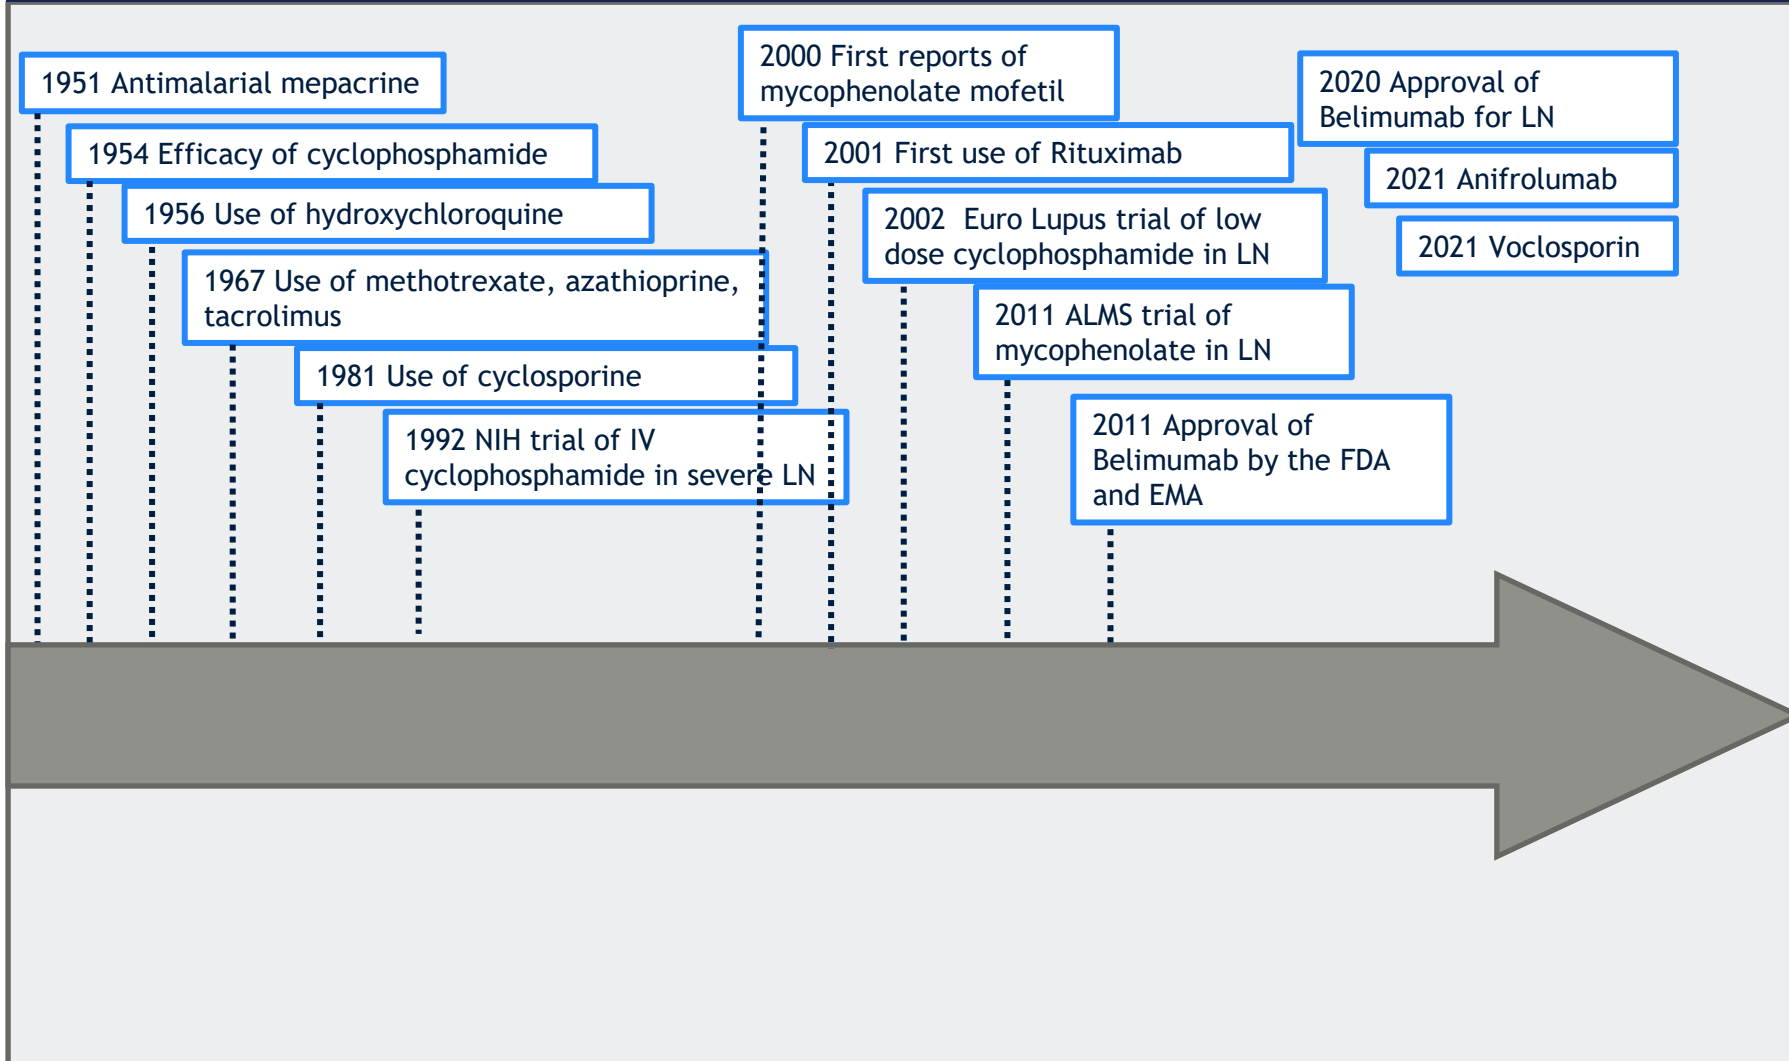 1951 Antimalarial mepacrine
1954 Efficacy of cyclophosphamide
1956 Use of hydroxychloroquine
1967 Use of methotrexate, azathioprine,
tacrolimus
1981 Use of cyclosporine
1992 NIH trial of IV
cyclophosphamide in severe LN
2000 First reports of
mycophenolate mofetil
2001 First use of Rituximab
2002  Euro Lupus trial of low
dose cyclophosphamide in LN
2011 ALMS trial of
mycophenolate in LN
2011 Approval of
Belimumab by the FDA
and EMA
2020 Approval of
Belimumab for LN
2021 Anifrolumab
2021 Voclosporin